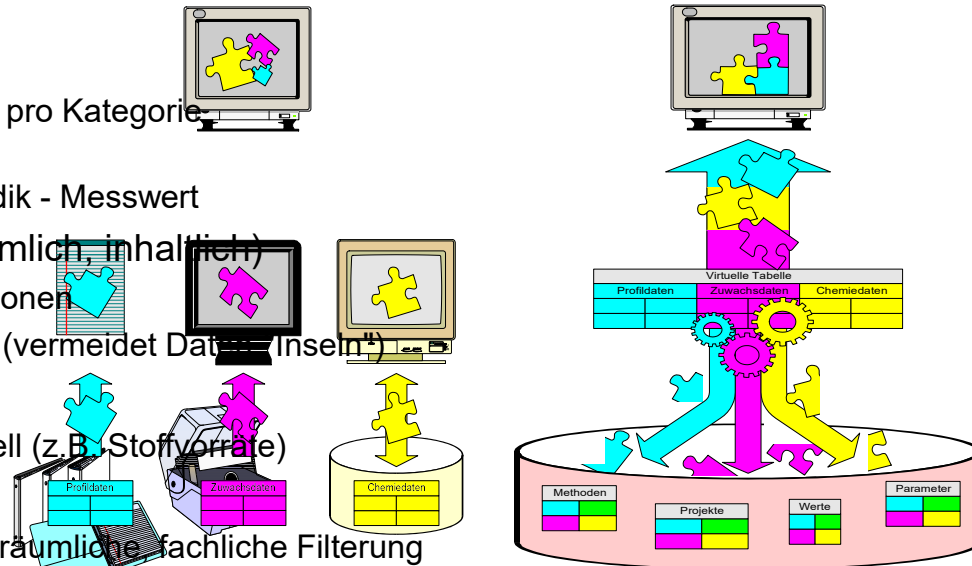 pro Kategorie
dik - Messwert
mlich, inhaltlich)
onen
(vermeidet Daten "Inseln")
ell (z.B. Stoffvorräte)
räumliche, fachliche Filterung
Profildaten
Zuwachsdaten
Chemiedaten
Virtuelle Tabelle
Profildaten Zuwachsdaten Chemiedaten
Methoden
Projekte
Werte
Parameter